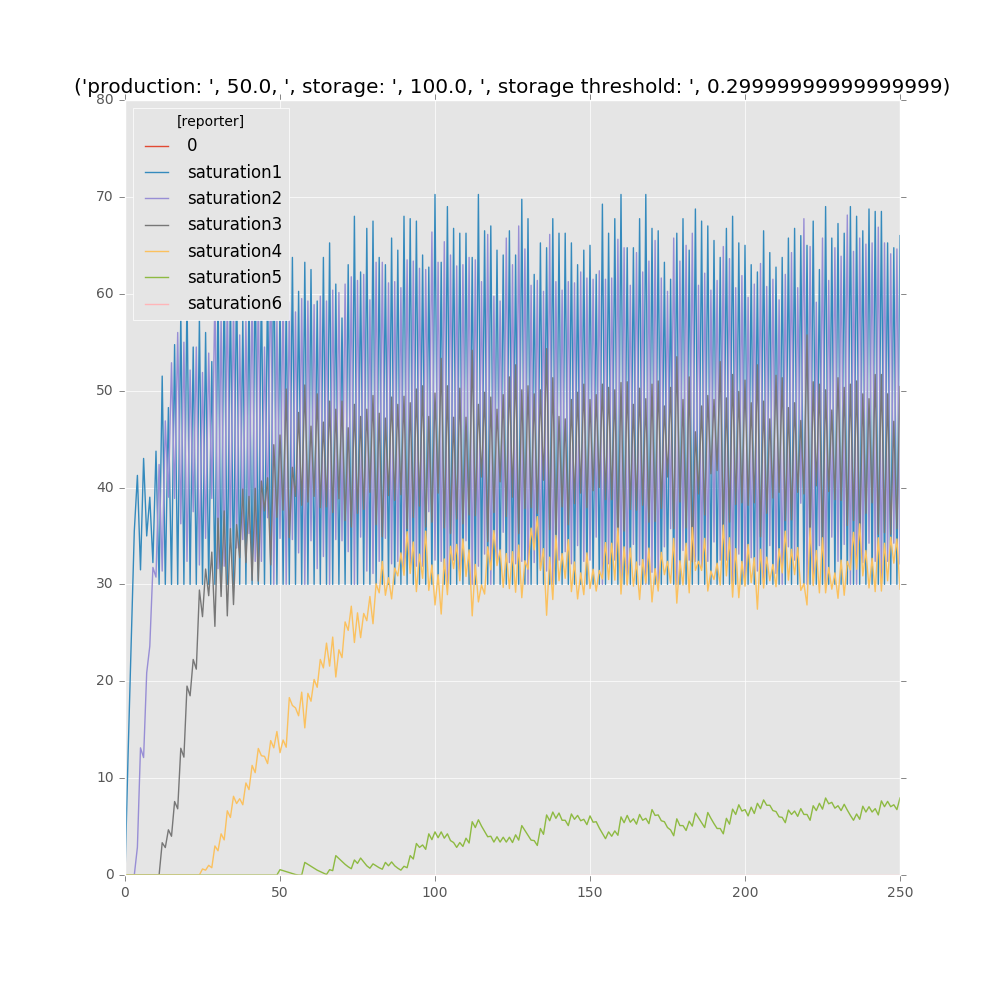 ('production: ', 50.0, ', storage: ', 100.0, ', storage threshold: ', 0.29999999999999999)
80
[reporter]
0
saturation1
70
saturation2
saturation3
saturation4
saturation5
60
saturation6
50
40
30
20
10
0
0 50 100 150 200 250